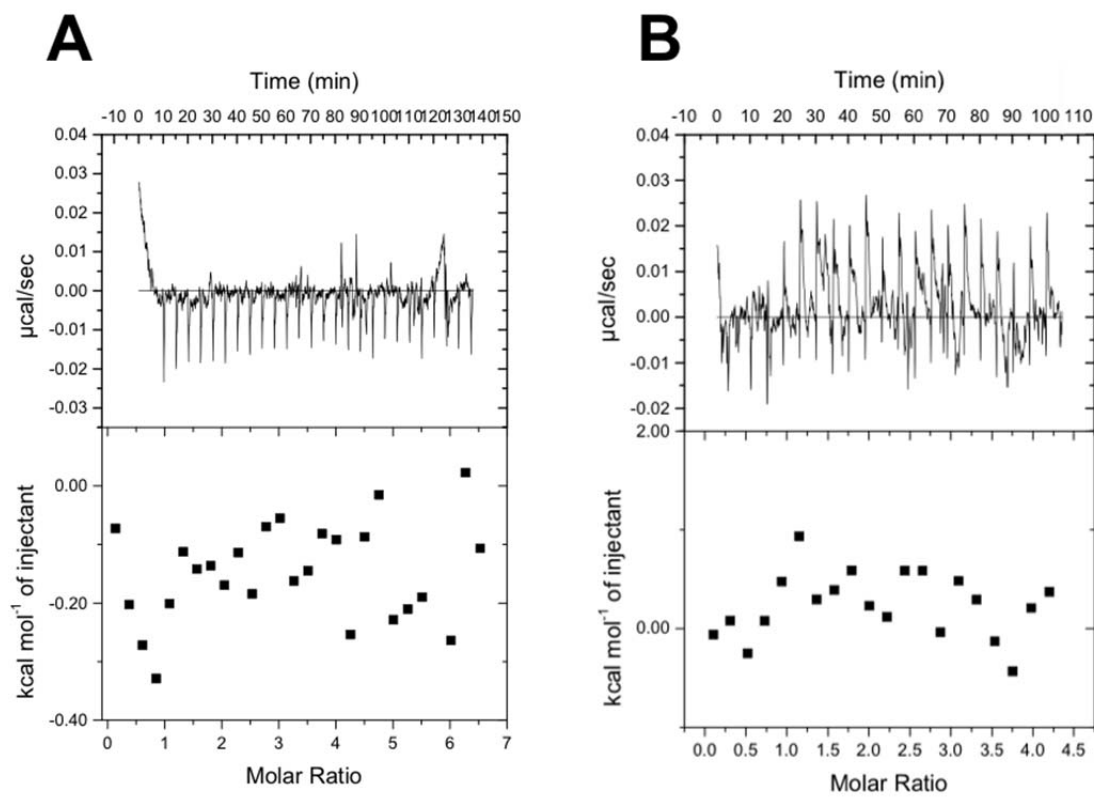 A
Time (min)
-10 0 10 20 30 40 50 60 70 80 90 100 110 120 130 140 150
0.04
0.03
0.02
0.01
0.00
-0.01
-0.02
-0.03
µcal/sec
0.00
-0.20
-0.40
kcal mol⁻¹ of injectant
0 1 2 3 4 5 6 7
Molar Ratio
B
Time (min)
-10 0 10 20 30 40 50 60 70 80 90 100 110
0.04
0.03
0.02
0.01
0.00
-0.01
-0.02
µcal/sec
2.00
0.00
kcal mol⁻¹ of injectant
0.0 0.5 1.0 1.5 2.0 2.5 3.0 3.5 4.0 4.5
Molar Ratio